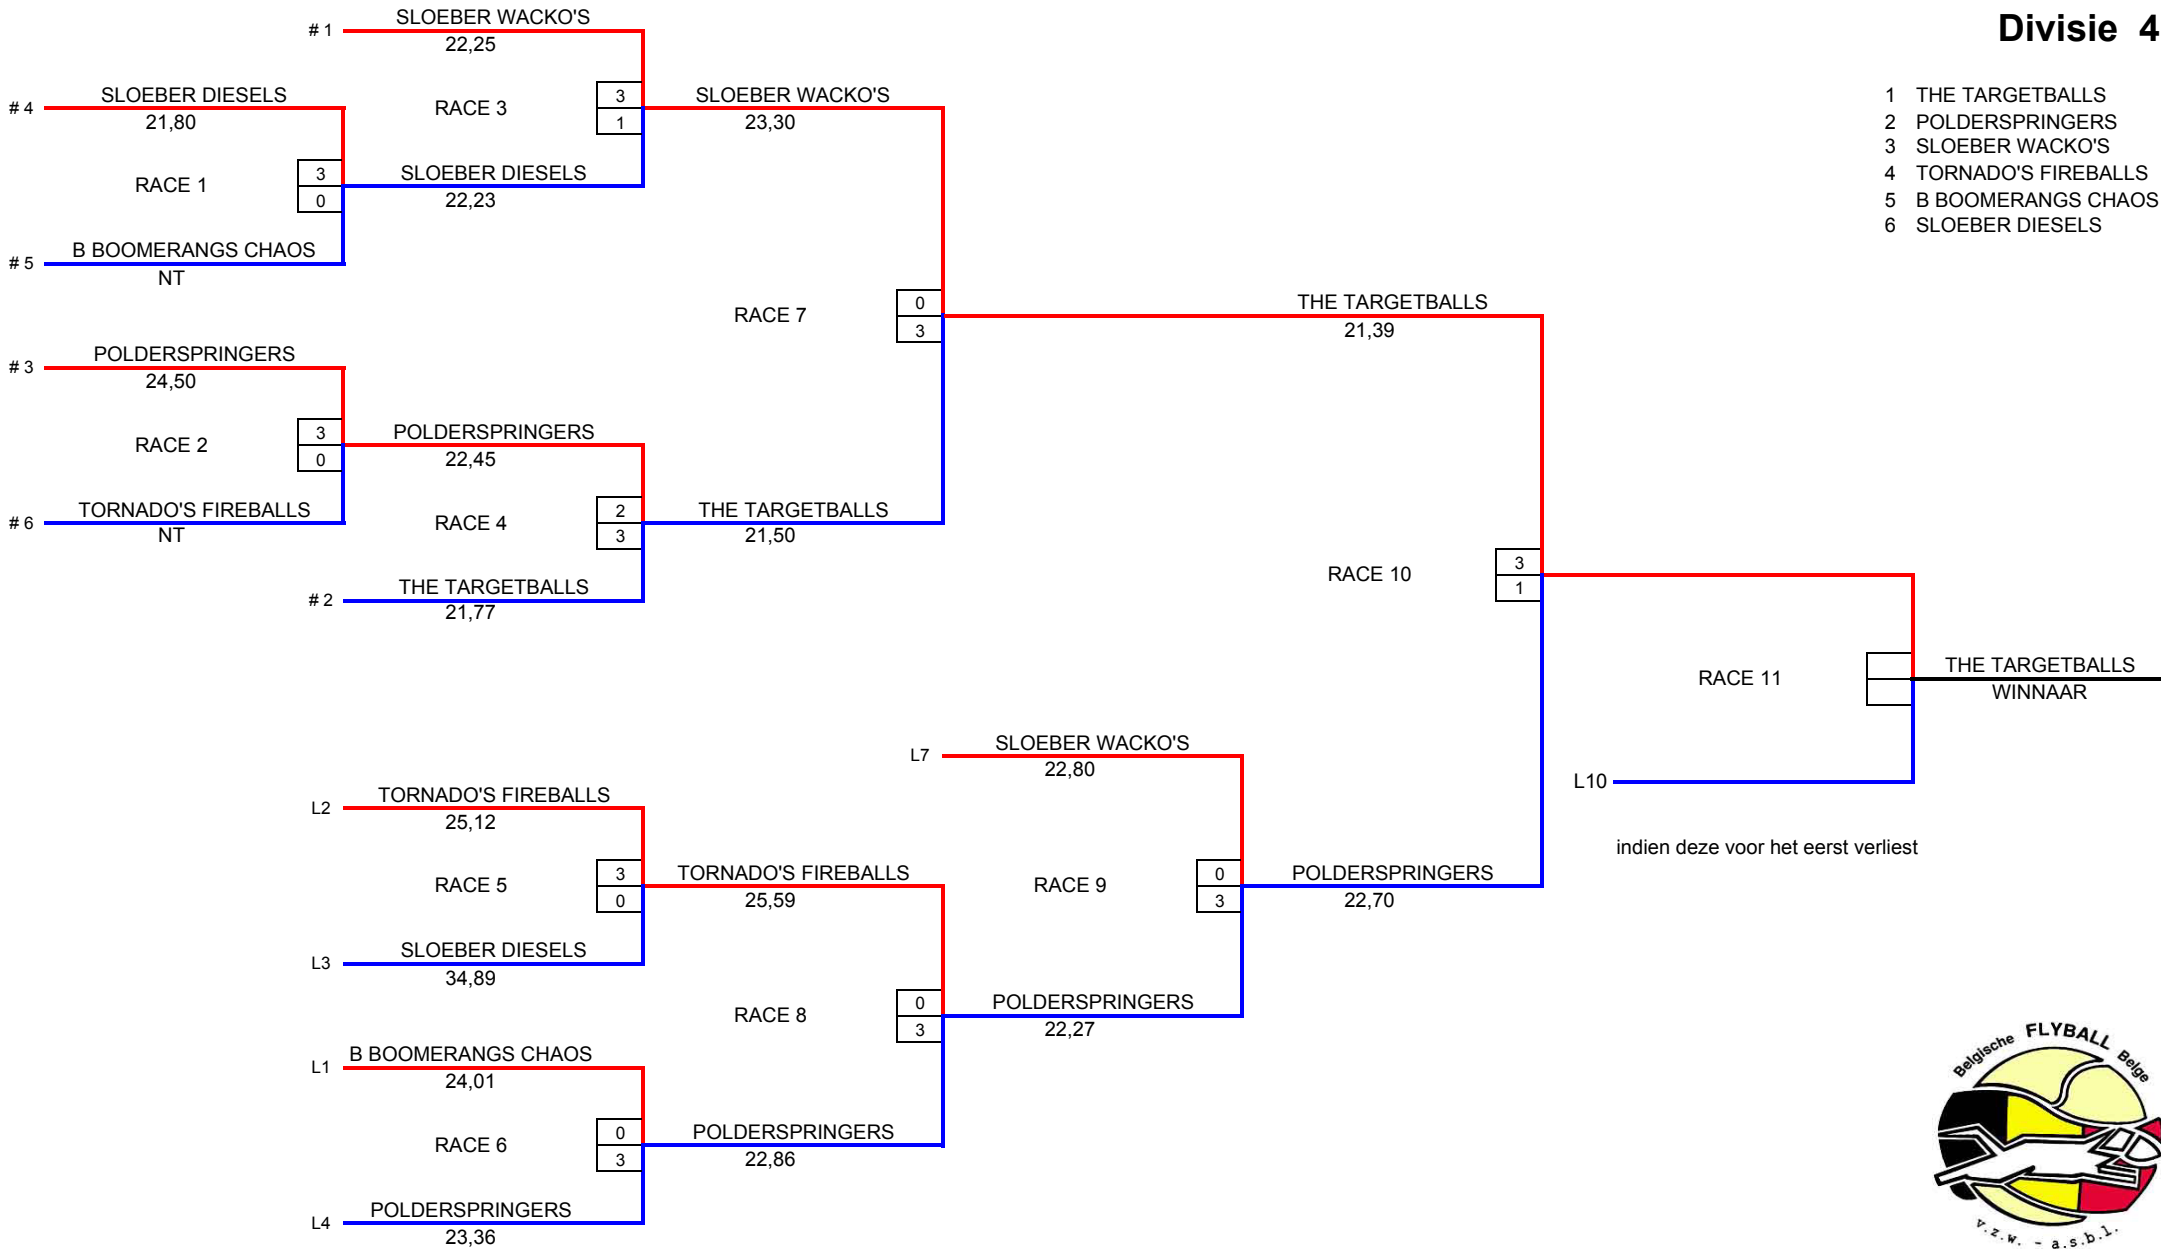 Divisie 4
1 THE TARGETBALLS
2 POLDERSPRINGERS
3 SLOEBER WACKO'S
4 TORNADO'S FIREBALLS
5 B BOOMERANGS CHAOS
6 SLOEBER DIESELS
# 1 SLOEBER WACKO'S
22,25
# 4 SLOEBER DIESELS
21,80
RACE 3
3
1
SLOEBER WACKO'S
23,30
RACE 1
3
0
SLOEBER DIESELS
22,23
# 5 B BOOMERANGS CHAOS
NT
RACE 7
0
3
THE TARGETBALLS
21,39
# 3 POLDERSPRINGERS
24,50
RACE 2
3
0
POLDERSPRINGERS
22,45
# 6 TORNADO'S FIREBALLS
NT
RACE 4
2
3
THE TARGETBALLS
21,50
# 2 THE TARGETBALLS
21,77
RACE 10
3
1
RACE 11
THE TARGETBALLS
WINNAAR
L7 SLOEBER WACKO'S
22,80
L10
indien deze voor het eerst verliest
L2 TORNADO'S FIREBALLS
25,12
RACE 5
3
0
TORNADO'S FIREBALLS
25,59
RACE 9
0
3
POLDERSPRINGERS
22,70
L3 SLOEBER DIESELS
34,89
RACE 8
0
3
POLDERSPRINGERS
22,27
L1 B BOOMERANGS CHAOS
24,01
RACE 6
0
3
POLDERSPRINGERS
22,86
L4 POLDERSPRINGERS
23,36
Belgische FLYBALL Belge
v.z.w. - a.s.b.l.